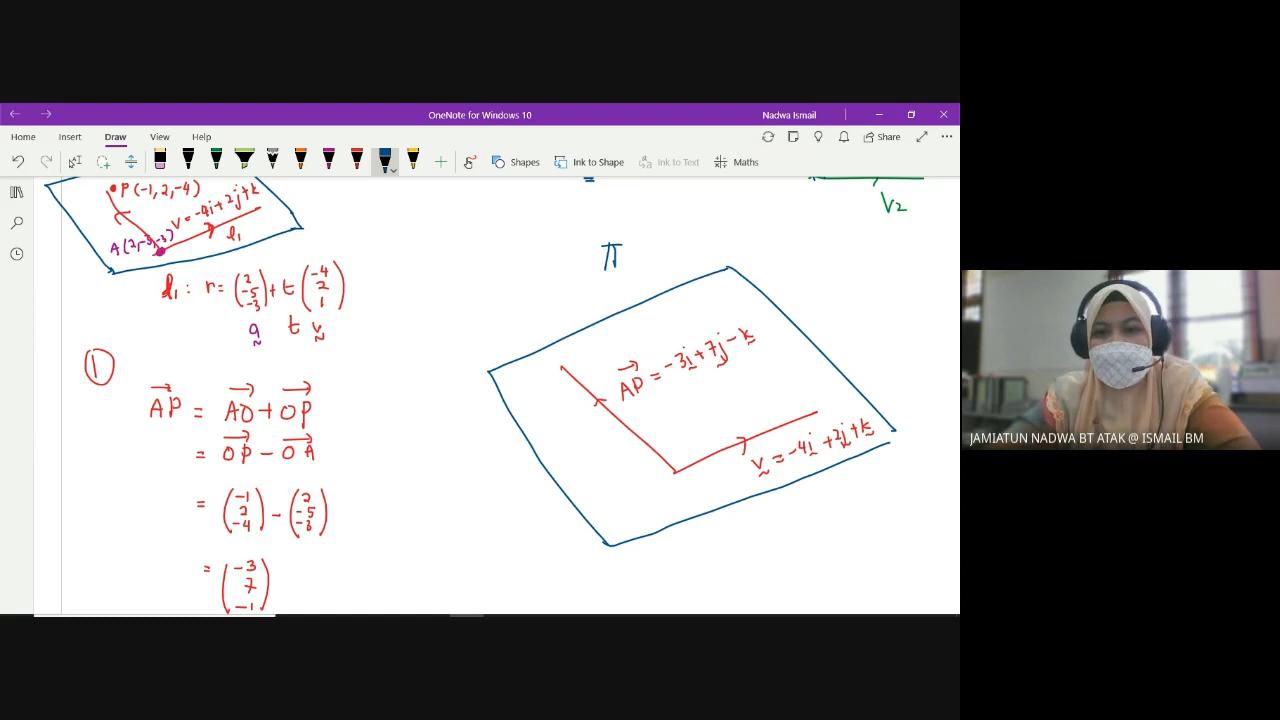 OneNote for Windows 10
Nadwa Ismail
Home Insert Draw View Help
Share
Shapes Ink to Shape Ink to Text Maths
P(-1,2,-4)
v=-4i+2j+k
A(2,-3,-3)
l₁
l₁: r = (2 -5 -3) + t (-4 2 1)
a t v
①
AP = AO + OP
= OP - OA
= (-1 2 -4) - (2 -5 -3)
= (-3 7 -1)
=
V₂
π
AP = -3i+7j-k
v = -4i+2j+k
JAMIATUN NADWA BT ATAK @ ISMAIL BM